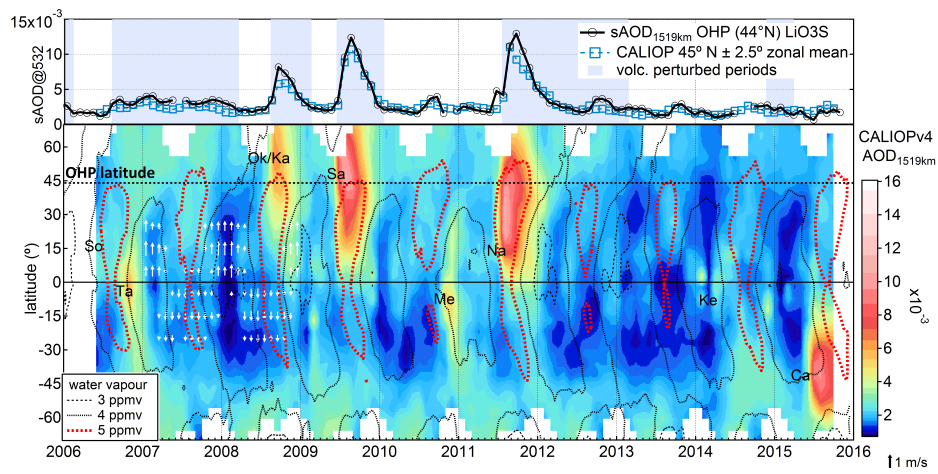 15x10⁻³
10
5
0
sAOD@532
sAOD₁₅₁₉ₖₘ OHP (44°N) LiO3S
CALIOP 45º N ± 2.5º zonal mean
volc. perturbed periods
60
45
30
15
0
-15
-30
-45
-60
latitude (º)
OHP latitude
Ok/Ka
Sa
So
Ta
Na
Me
Ke
Ca
water vapour
3 ppmv
4 ppmv
5 ppmv
2006 2007 2008 2009 2010 2011 2012 2013 2014 2015 2016
CALIOPv4
AOD₁₅₁₉ₖₘ
16
14
12
10
8
6
4
2
x10⁻³
1 m/s